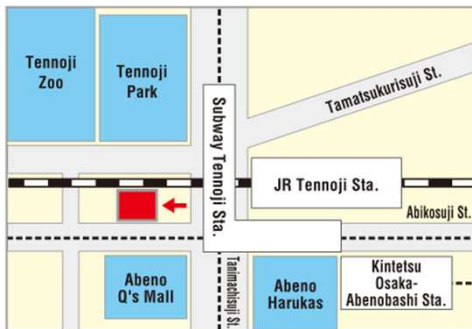 Tennoji
Zoo
Tennoji
Park
Subway Tennoji Sta.
Tamatsukurisuji St.
JR Tennoji Sta.
Abikosuji St.
Tanimachisuji St.
Abeno
Q's Mall
Abeno
Harukas
Kintetsu
Osaka-
Abenobashi Sta.